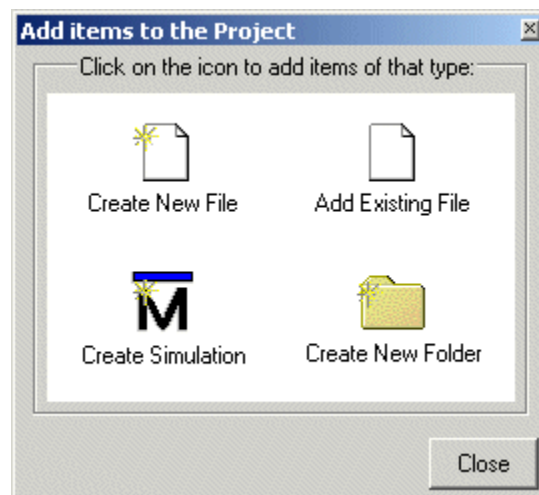 Add items to the Project
Click on the icon to add items of that type:
Create New File
Add Existing File
M
Create Simulation
Create New Folder
Close